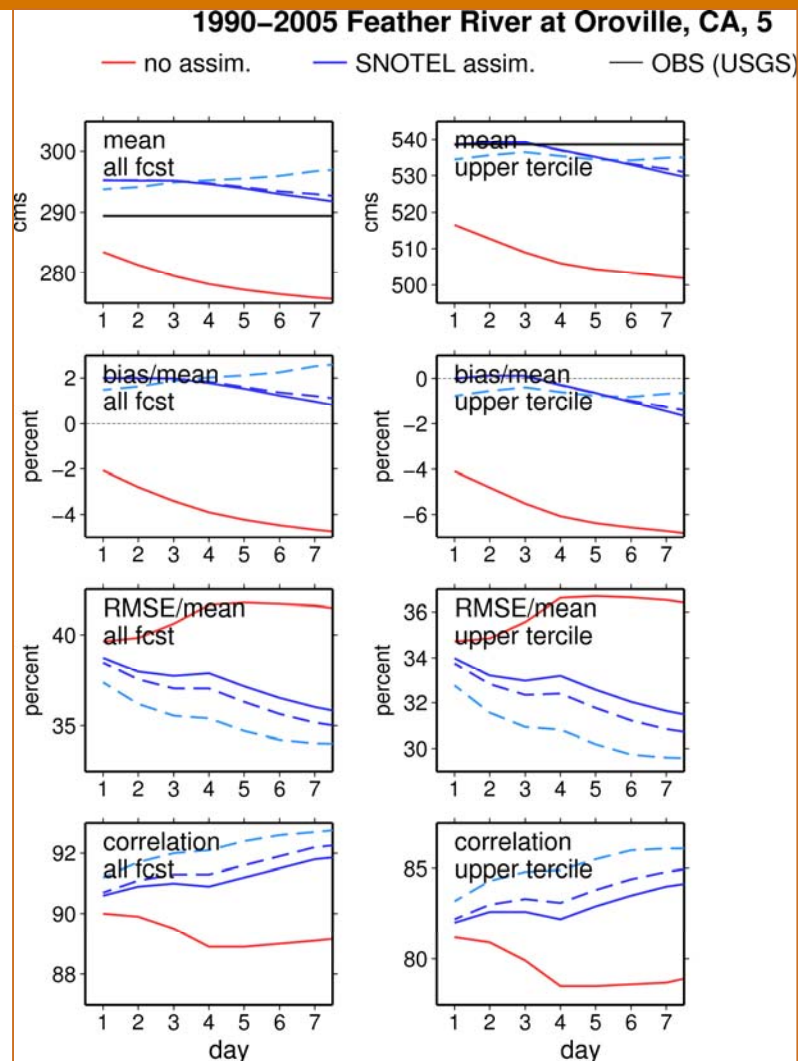 1990–2005 Feather River at Oroville, CA, 5
no assim. SNOTEL assim. OBS (USGS)
mean
all fcst
300
290
280
cms
1 2 3 4 5 6 7
mean
upper tercile
540
530
520
510
500
cms
1 2 3 4 5 6 7
bias/mean
all fcst
2
0
−2
−4
percent
1 2 3 4 5 6 7
bias/mean
upper tercile
0
−2
−4
−6
percent
1 2 3 4 5 6 7
RMSE/mean
all fcst
40
35
percent
1 2 3 4 5 6 7
RMSE/mean
upper tercile
36
34
32
30
percent
1 2 3 4 5 6 7
correlation
all fcst
92
90
88
1 2 3 4 5 6 7
day
correlation
upper tercile
85
80
1 2 3 4 5 6 7
day